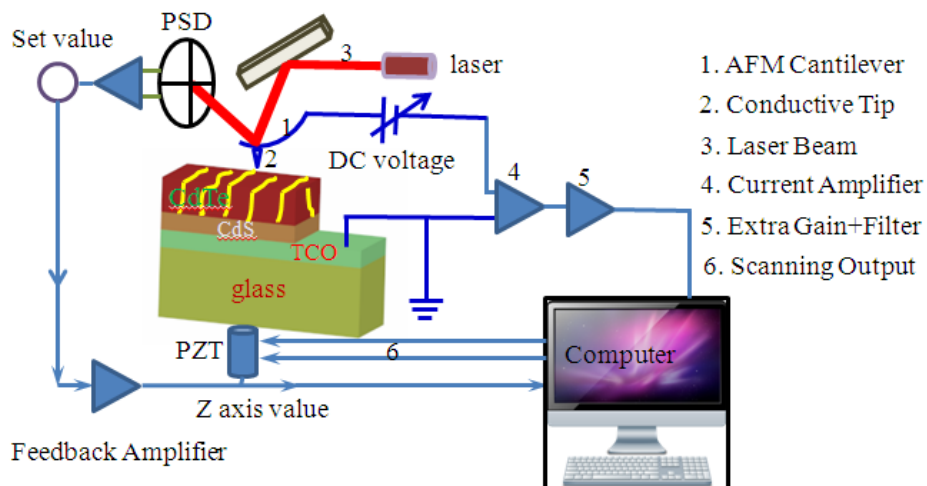 PSD
Set value
3
laser
1
DC voltage
2
4
5
CdTe
CdS
TCO
glass
PZT
6
Computer
Z axis value
Feedback Amplifier
1. AFM Cantilever
2. Conductive Tip
3. Laser Beam
4. Current Amplifier
5. Extra Gain+Filter
6. Scanning Output